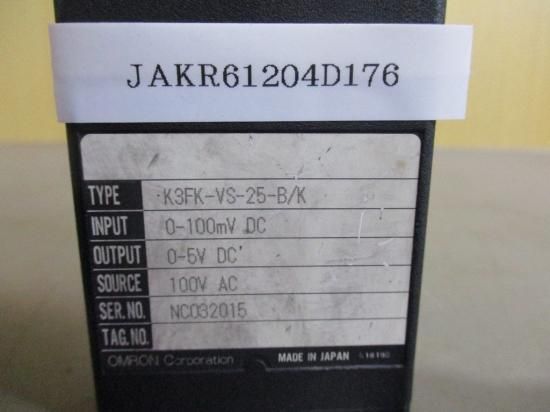 JAKR61204D176
TYPE K3FK-VS-25-B/K
INPUT 0-100mV DC
OUTPUT 0-5V DC
SOURCE 100V AC
SER.NO. NC032015
TAG.NO.
OMRON Corporation MADE IN JAPAN